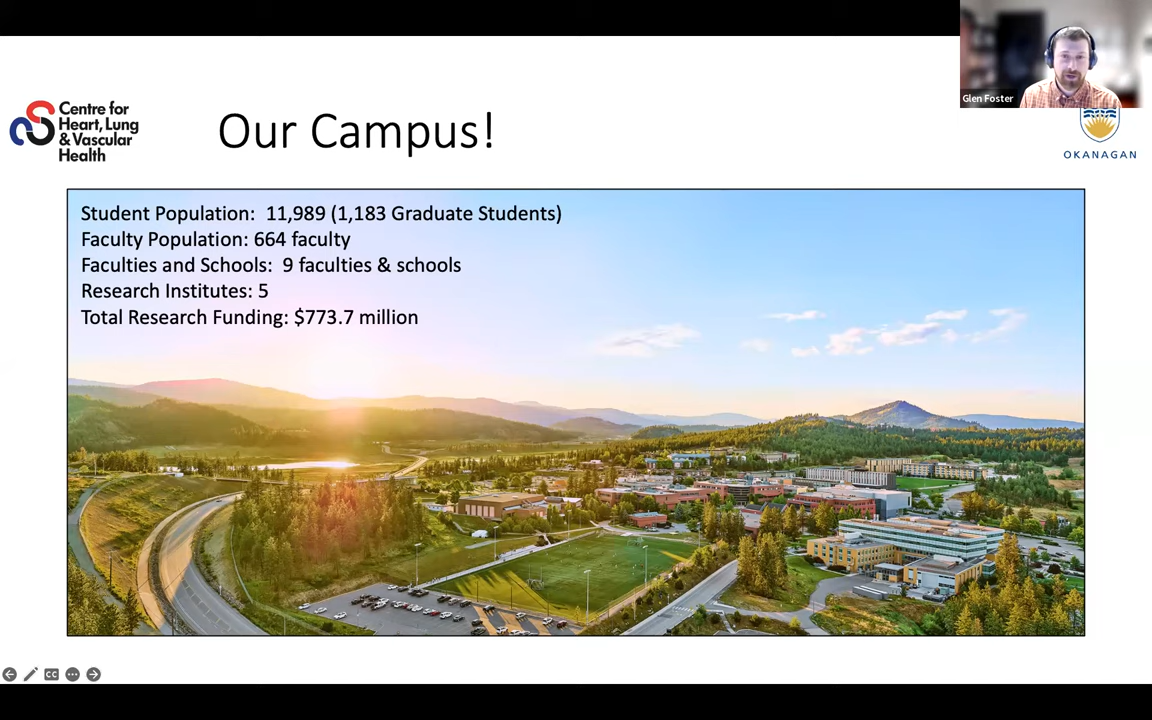 Glen Foster
Centre for
Heart, Lung
& Vascular
Health
Our Campus!
OKANAGAN
Student Population:  11,989 (1,183 Graduate Students)
Faculty Population: 664 faculty
Faculties and Schools:  9 faculties & schools
Research Institutes: 5
Total Research Funding: $773.7 million
CC